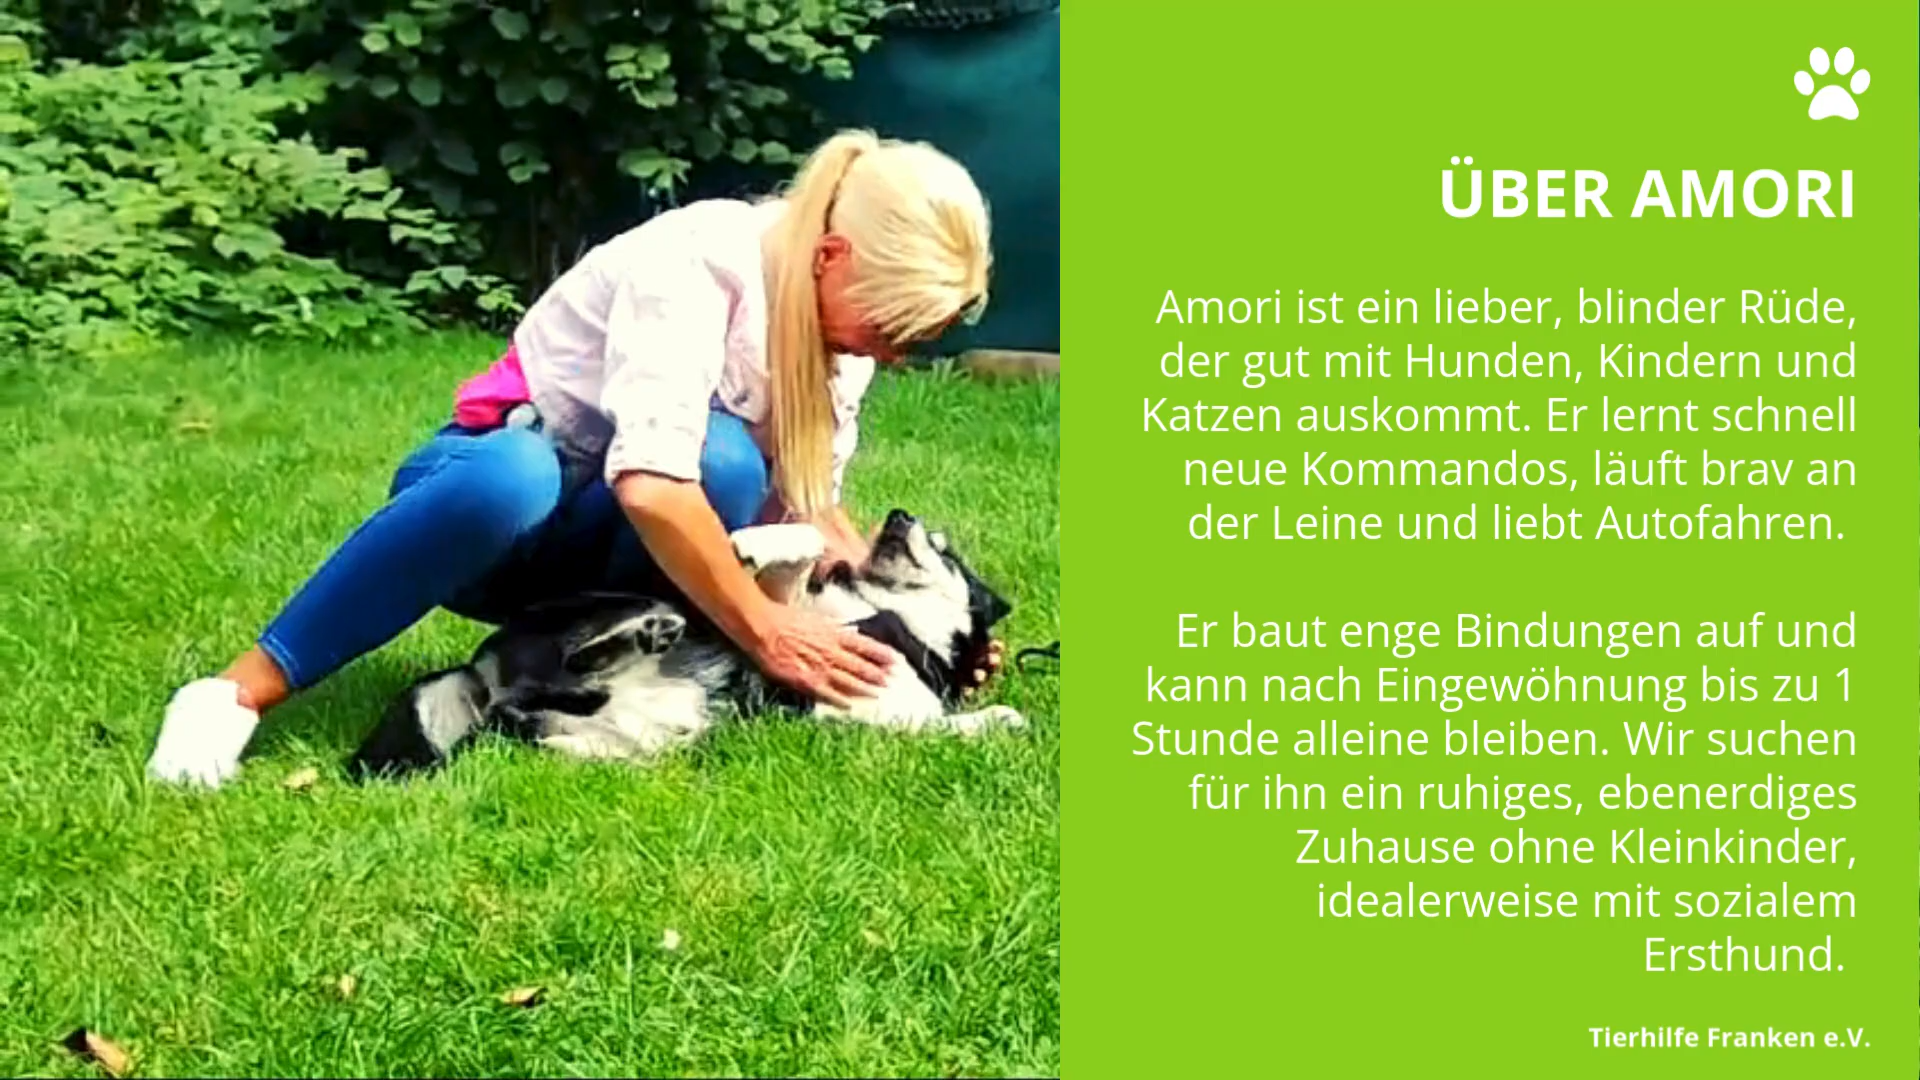 ÜBER AMORI
Amori ist ein lieber, blinder Rüde,
der gut mit Hunden, Kindern und
Katzen auskommt. Er lernt schnell
neue Kommandos, läuft brav an
der Leine und liebt Autofahren.
Er baut enge Bindungen auf und
kann nach Eingewöhnung bis zu 1
Stunde alleine bleiben. Wir suchen
für ihn ein ruhiges, ebenerdiges
Zuhause ohne Kleinkinder,
idealerweise mit sozialem
Ersthund.
Tierhilfe Franken e.V.